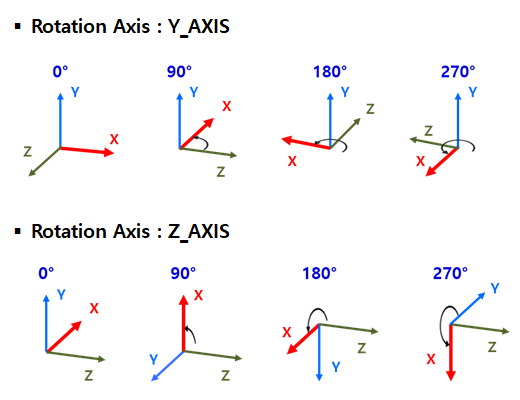 ▪ Rotation Axis : Y_AXIS
0° 90° 180° 270°
Y Y Y Y
X Z X Z Z X Z X
▪ Rotation Axis : Z_AXIS
0° 90° 180° 270°
Y X X Y
X Z Y Z X Z Y X Z